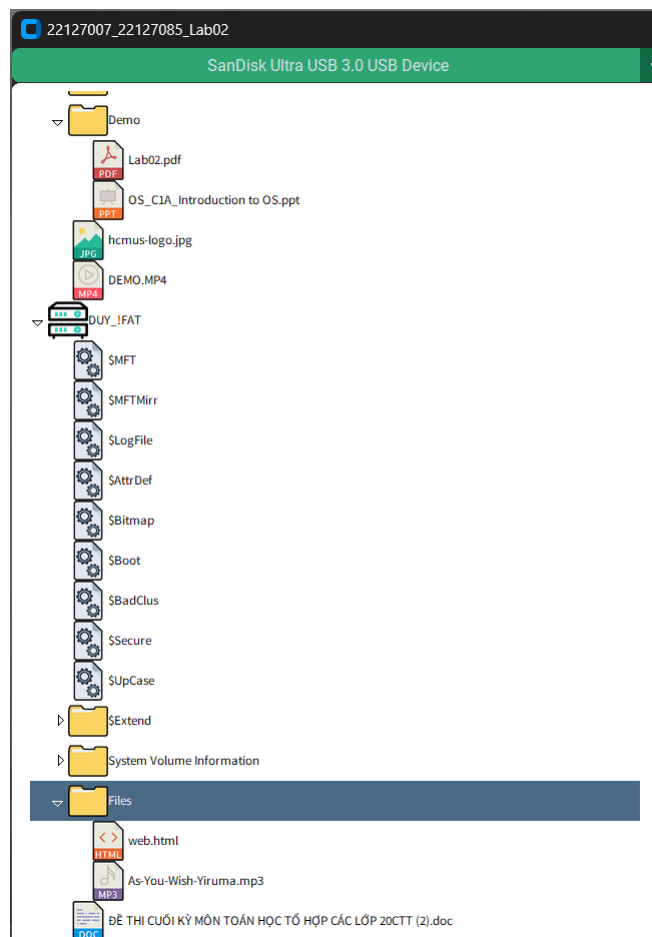 22127007_22127085_Lab02
SanDisk Ultra USB 3.0 USB Device
Demo
PDF
Lab02.pdf
PPT
OS_C1A_Introduction to OS.ppt
JPG
hcmus-logo.jpg
MP4
DEMO.MP4
DUY_!FAT
$MFT
$MFTMirr
$LogFile
$AttrDef
$Bitmap
$Boot
$BadClus
$Secure
$UpCase
$Extend
System Volume Information
Files
HTML
web.html
MP3
As-You-Wish-Yiruma.mp3
DOC
ĐỀ THI CUỐI KỲ MÔN TOÁN HỌC TỔ HỢP CÁC LỚP 20CTT (2).doc